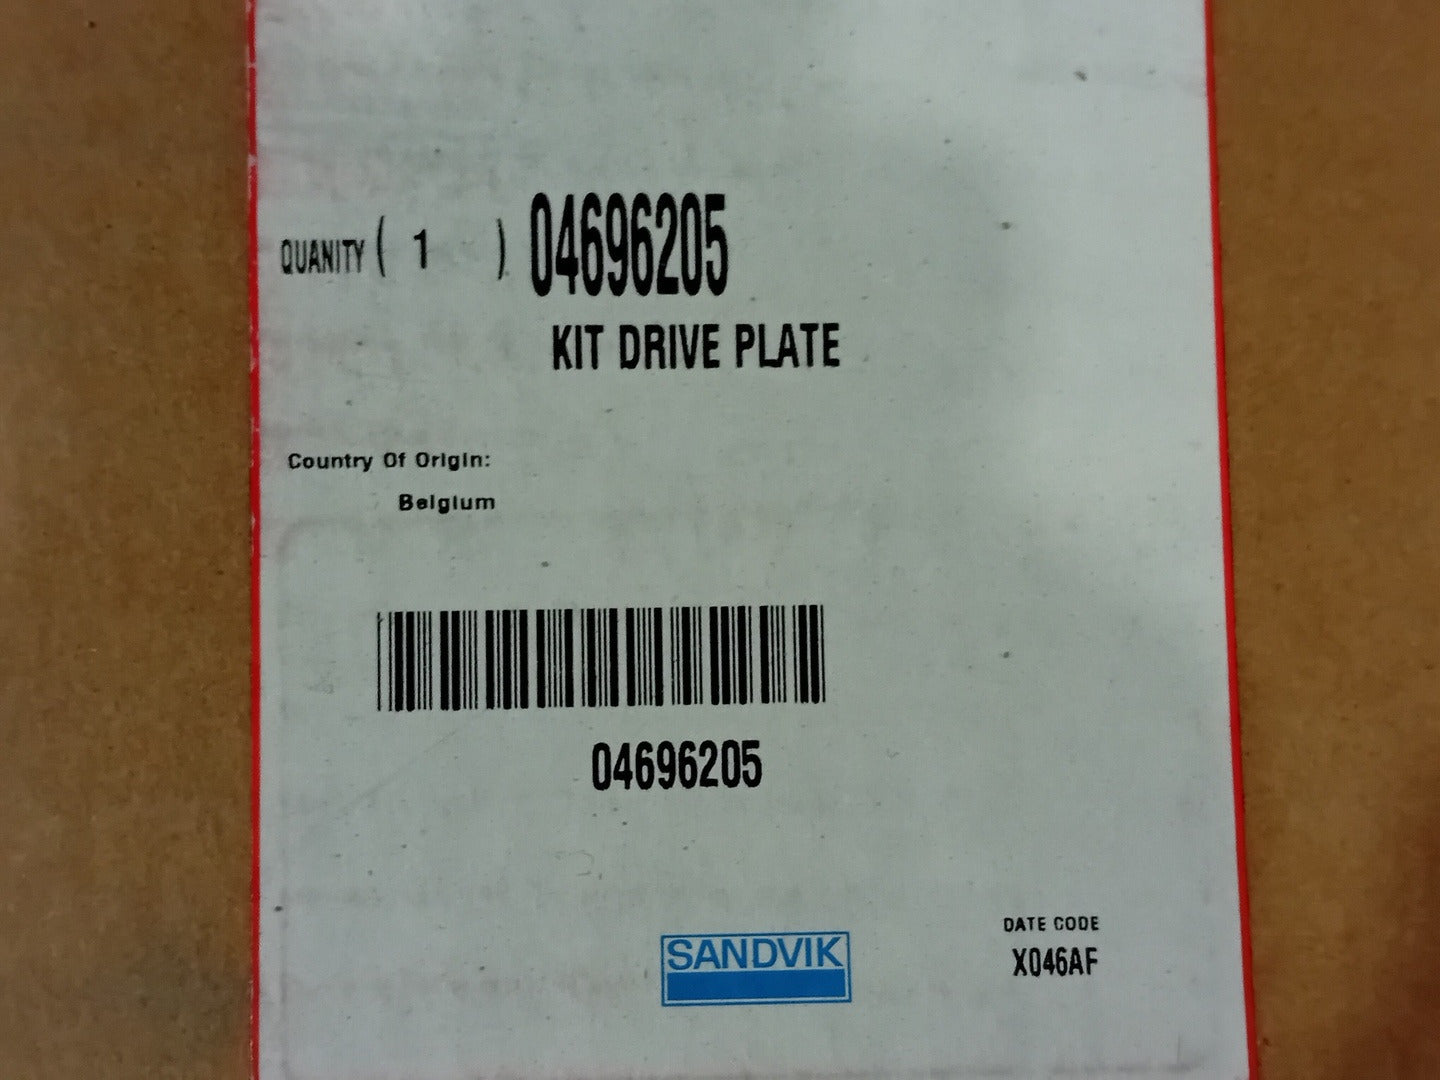 QUANITY ( 1 ) 04696205
KIT DRIVE PLATE
Country Of Origin:
Belgium
04696205
DATE CODE
SANDVIK
X046AF